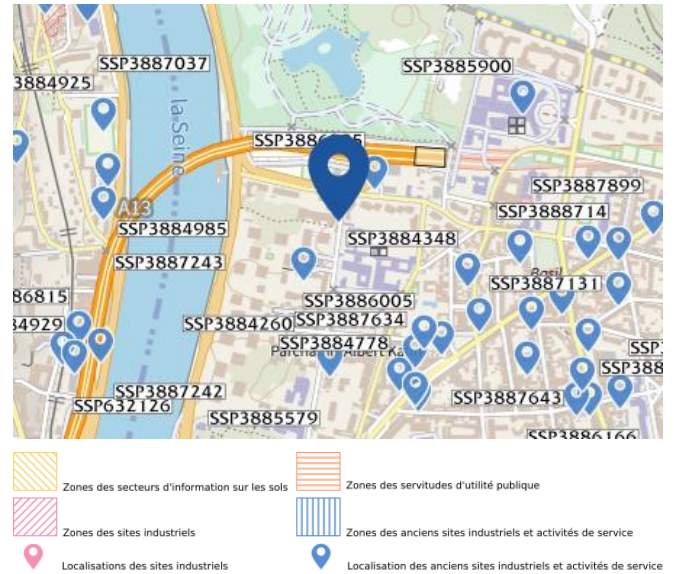 SSP3887037
SSP3885900
3884925
la Seine
SSP3887899
SSP3888714
A13
SSP3884985
SSP3884348
SSP3887243
Basil
SSP3887131
86815
SSP3886005
34929
SSP3884260
SSP3887634
SSP3884778
SSP3887242
SSP3887643
SSP632126
SSP3885579
SSP3886166
Zones des secteurs d'information sur les sols
Zones des servitudes d'utilité publique
Zones des sites industriels
Zones des anciens sites industriels et activités de service
Localisations des sites industriels
Localisation des anciens sites industriels et activités de service